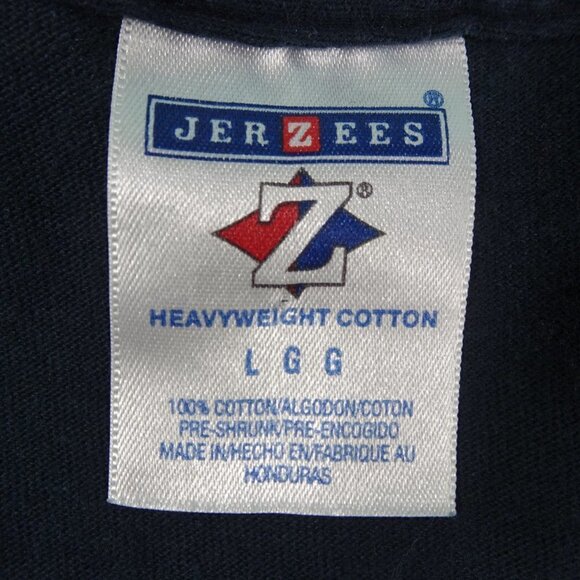 JERZEES ®
Z ®
HEAVYWEIGHT COTTON
L G G
100% COTTON/ALGODON/COTON
PRE-SHRUNK/PRE-ENCOGIDO
MADE IN/HECHO EN/FABRIQUE AU
HONDURAS